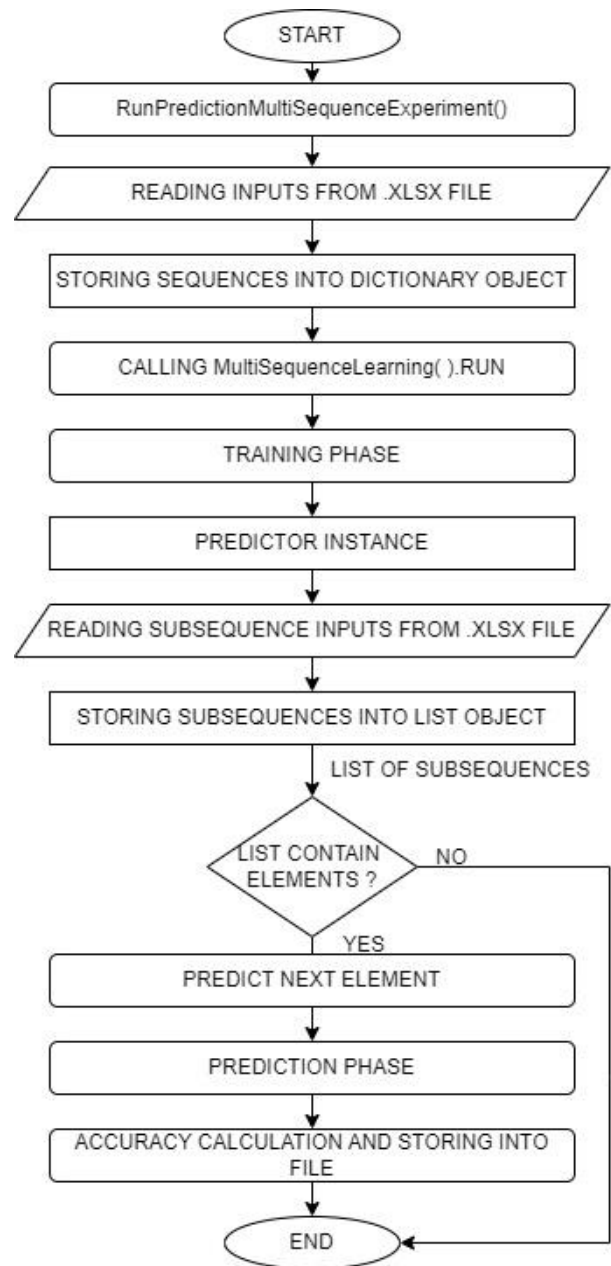 START
RunPredictionMultiSequenceExperiment()
READING INPUTS FROM .XLSX FILE
STORING SEQUENCES INTO DICTIONARY OBJECT
CALLING MultiSequenceLearning( ).RUN
TRAINING PHASE
PREDICTOR INSTANCE
READING SUBSEQUENCE INPUTS FROM .XLSX FILE
STORING SUBSEQUENCES INTO LIST OBJECT
LIST OF SUBSEQUENCES
LIST CONTAIN
ELEMENTS ?
NO
YES
PREDICT NEXT ELEMENT
PREDICTION PHASE
ACCURACY CALCULATION AND STORING INTO
FILE
END